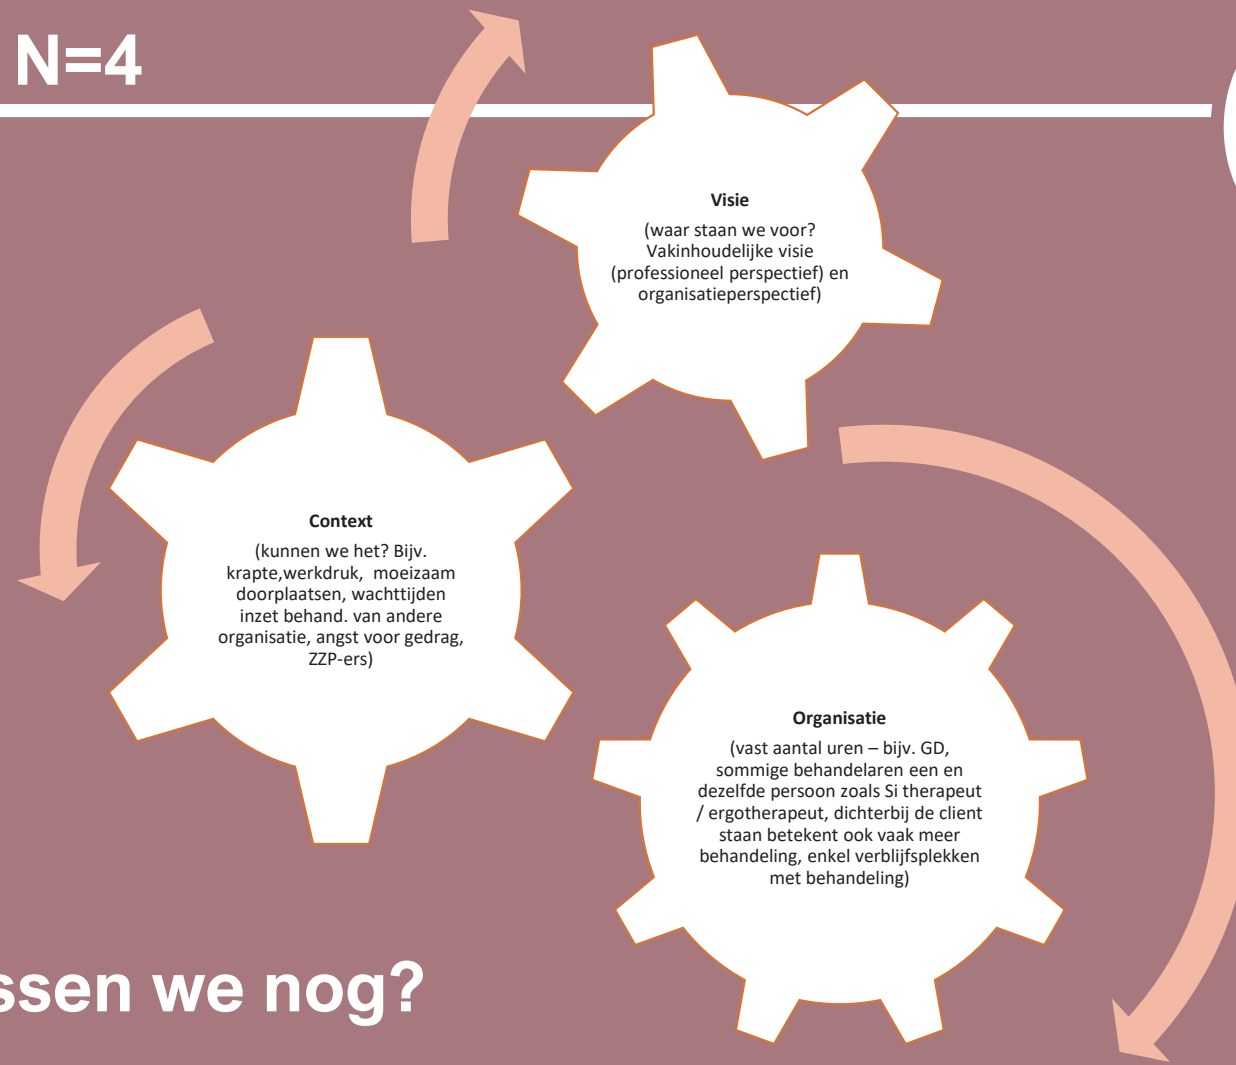 N=4
Visie
(waar staan we voor?
Vakinhoudelijke visie
(professioneel perspectief) en
organisatieperspectief)
Context
(kunnen we het? Bijv.
krapte,werkdruk, moeizaam
doorplaatsen, wachttijden
inzet behand. van andere
organisatie, angst voor gedrag,
ZZP-ers)
Organisatie
(vast aantal uren – bijv. GD,
sommige behandelaren een en
dezelfde persoon zoals Si therapeut
/ ergotherapeut, dichterbij de client
staan betekent ook vaak meer
behandeling, enkel verblijfsplekken
met behandeling)
ssen we nog?